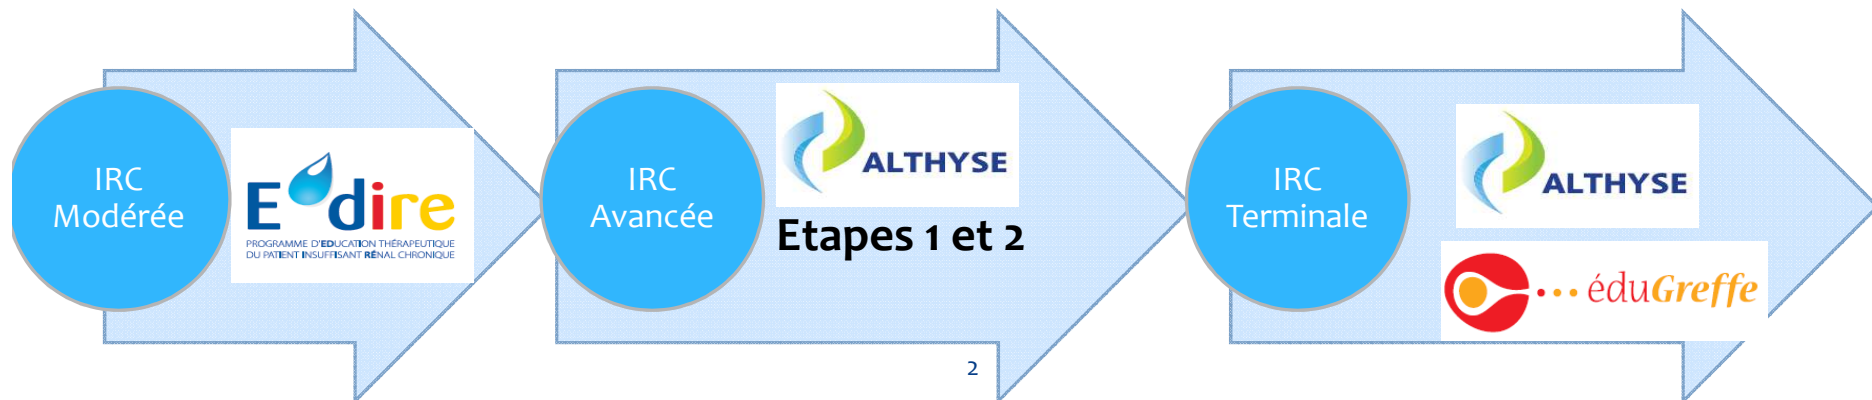 IRC
Modérée
E dire
PROGRAMME D'EDUCATION THÉRAPEUTIQUE
DU PATIENT INSUFFISANT RÉNAL CHRONIQUE
IRC
Avancée
ALTHYSE
Etapes 1 et 2
IRC
Terminale
ALTHYSE
éduGreffe
2